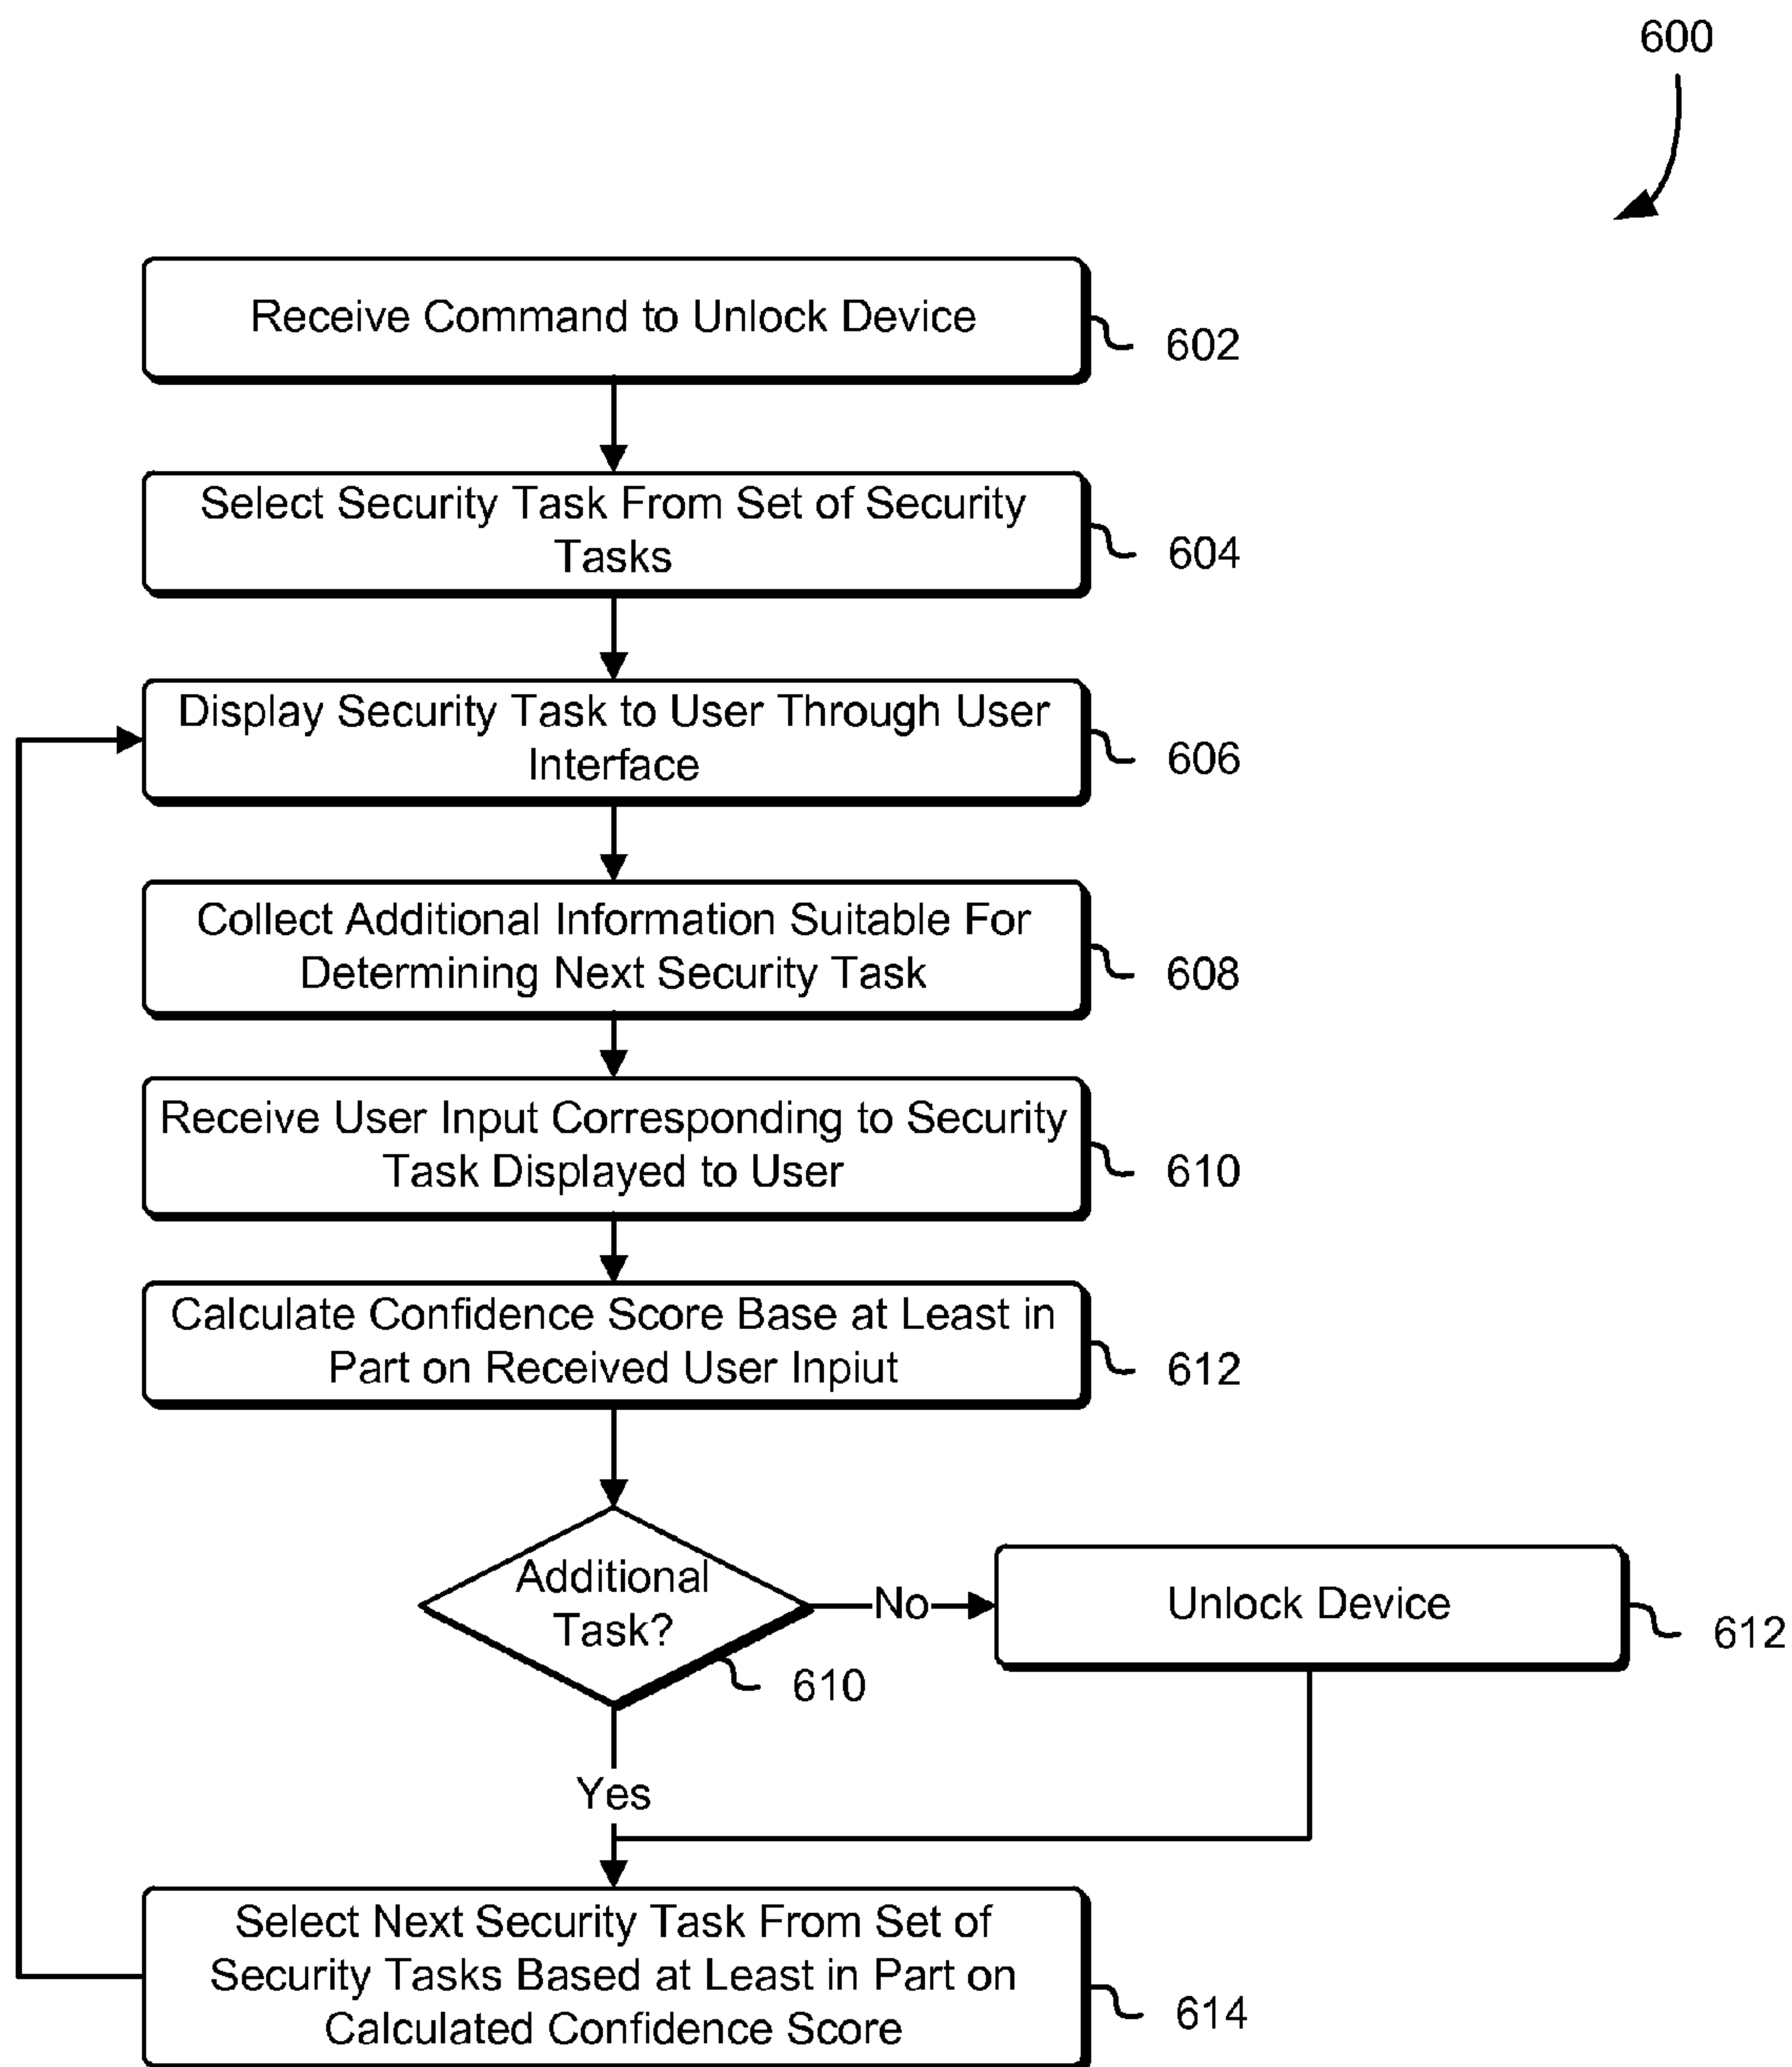 600
Receive Command to Unlock Device
602
Select Security Task From Set of Security
Tasks
604
Display Security Task to User Through User
Interface
606
Collect Additional Information Suitable For
Determining Next Security Task
608
Receive User Input Corresponding to Security
Task Displayed to User
610
Calculate Confidence Score Base at Least in
Part on Received User Inpiut
612
Additional
Task?
610
No
Unlock Device
612
Yes
Select Next Security Task From Set of
Security Tasks Based at Least in Part on
Calculated Confidence Score
614